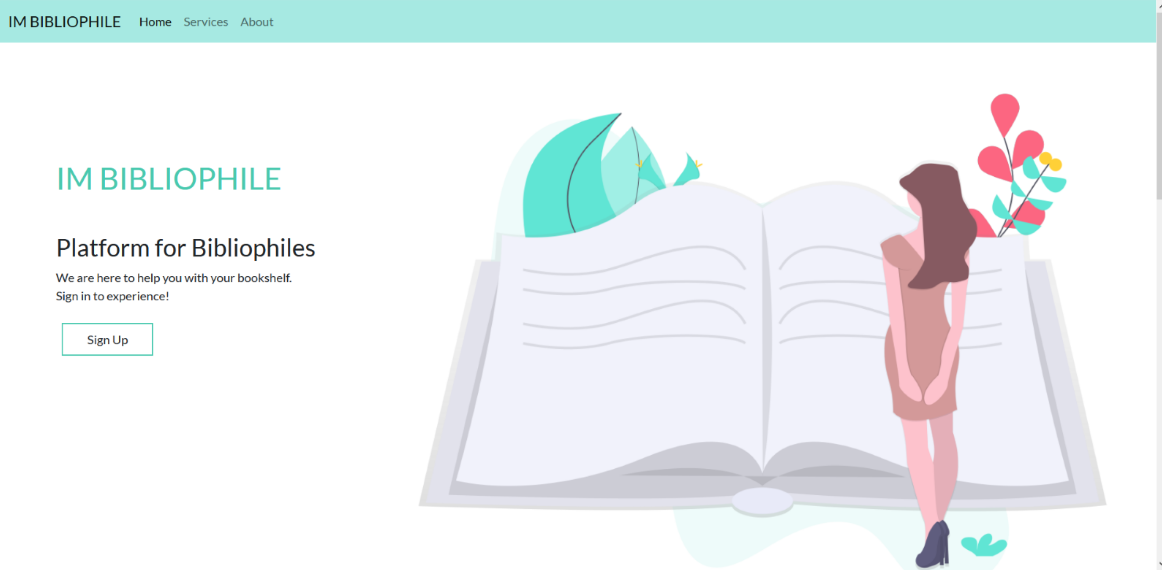 IM BIBLIOPHILE Home Services About
IM BIBLIOPHILE
Platform for Bibliophiles
We are here to help you with your bookshelf.
Sign in to experience!
Sign Up